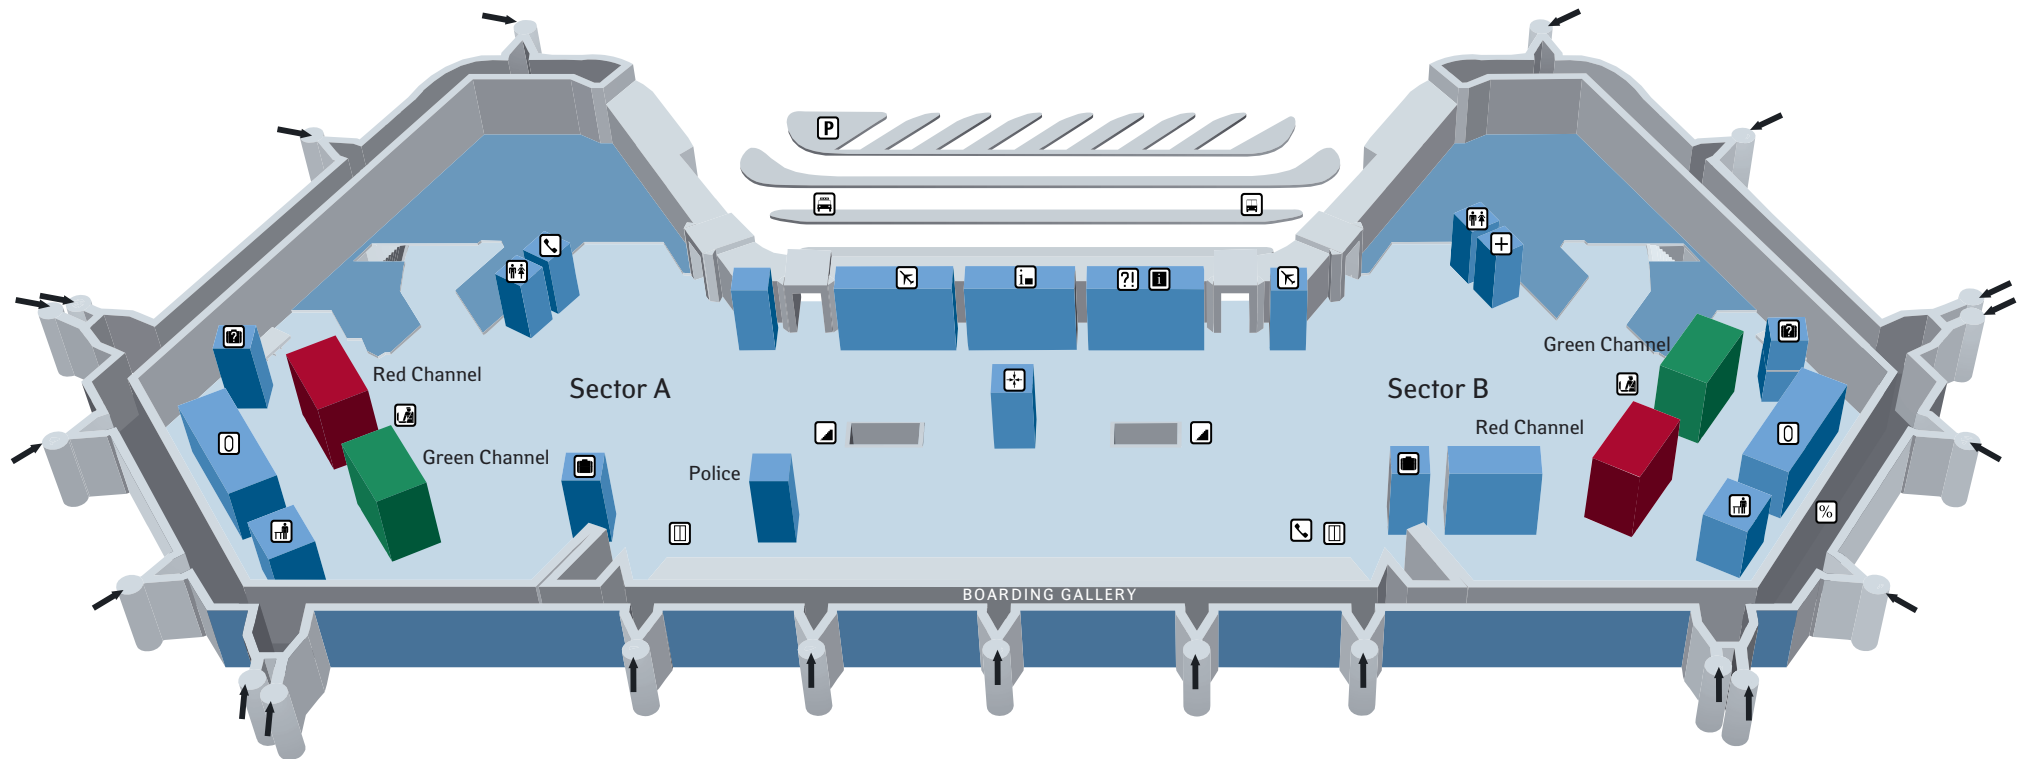 P
i
?!
i
Green Channel
?
?
Red Channel
Sector A
Sector B
Red Channel
Green Channel
Police
%
BOARDING GALLERY